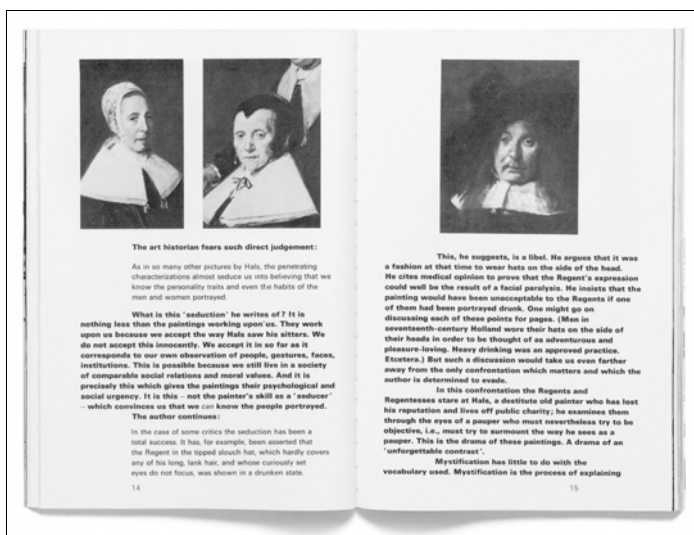 The art historian fears such direct judgement:
As in so many other pictures by Hals, the penetrating
characterizations almost seduce us into believing that we
know the personality traits and even the habits of the
men and women portrayed.
What is this 'seduction' he writes of? It is
nothing less than the paintings working upon us. They work
upon us because we accept the way Hals saw his sitters. We
do not accept this innocently. We accept it in so far as it
corresponds to our own observation of people, gestures, faces,
institutions. This is possible because we still live in a society
of comparable social relations and moral values. And it is
precisely this which gives the paintings their psychological and
social urgency. It is this – not the painter's skill as a 'seducer'
– which convinces us that we can know the people portrayed.
The author continues:
In the case of some critics the seduction has been a
total success. It has, for example, been asserted that
the Regent in the tipped slouch hat, which hardly covers
any of his long, lank hair, and whose curiously set
eyes do not focus, was shown in a drunken state.
14
This, he suggests, is a libel. He argues that it was
a fashion at that time to wear hats on the side of the head.
He cites medical opinion to prove that the Regent's expression
could well be the result of a facial paralysis. He insists that the
painting would have been unacceptable to the Regents if one
of them had been portrayed drunk. One might go on
discussing each of these points for pages. (Men in
seventeenth-century Holland wore their hats on the side of
their heads in order to be thought of as adventurous and
pleasure-loving. Heavy drinking was an approved practice.
Etcetera.) But such a discussion would take us even farther
away from the only confrontation which matters and which the
author is determined to evade.
In this confrontation the Regents and
Regentesses stare at Hals, a destitute old painter who has lost
his reputation and lives off public charity; he examines them
through the eyes of a pauper who must nevertheless try to be
objective, i.e., must try to surmount the way he sees as a
pauper. This is the drama of these paintings. A drama of an
'unforgettable contrast'.
Mystification has little to do with the
vocabulary used. Mystification is the process of explaining
15